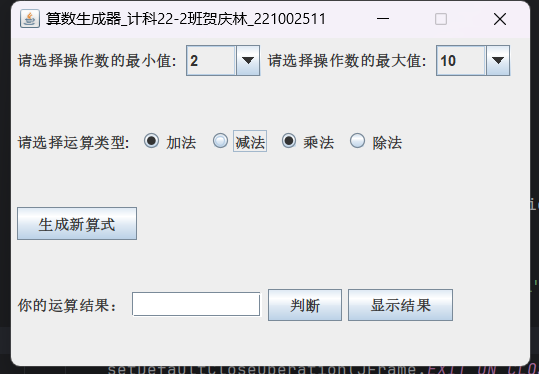 算数生成器_计科22-2班贺庆林_221002511
请选择操作数的最小值: 2 请选择操作数的最大值: 10
请选择运算类型: 加法 减法 乘法 除法
生成新算式
你的运算结果: 判断 显示结果
setDefaultCloseOperation(JFrame.EXIT_ON_CLO